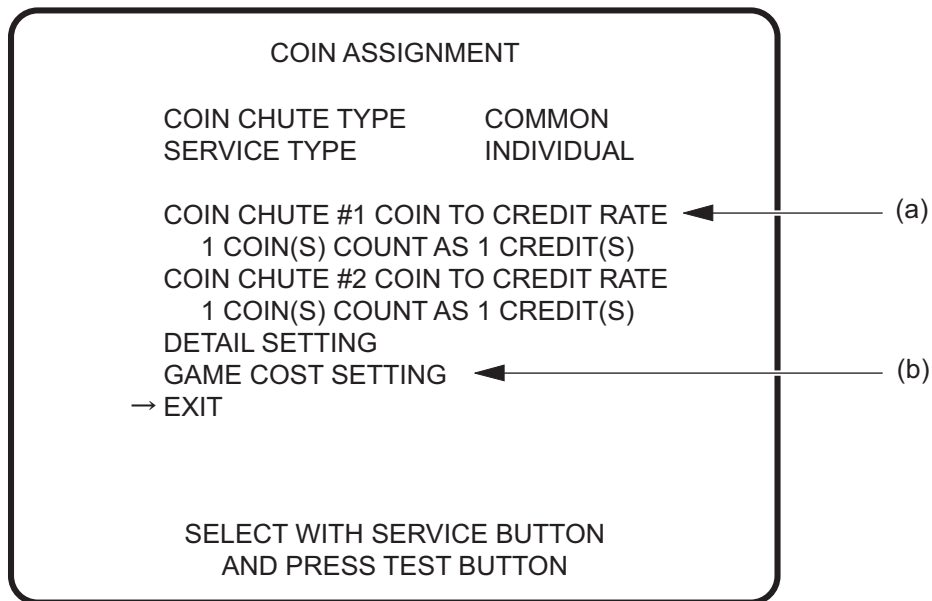 COIN ASSIGNMENT
COIN CHUTE TYPE COMMON
SERVICE TYPE INDIVIDUAL
COIN CHUTE #1 COIN TO CREDIT RATE (a)
1 COIN(S) COUNT AS 1 CREDIT(S)
COIN CHUTE #2 COIN TO CREDIT RATE
1 COIN(S) COUNT AS 1 CREDIT(S)
DETAIL SETTING
GAME COST SETTING (b)
→ EXIT
SELECT WITH SERVICE BUTTON
AND PRESS TEST BUTTON